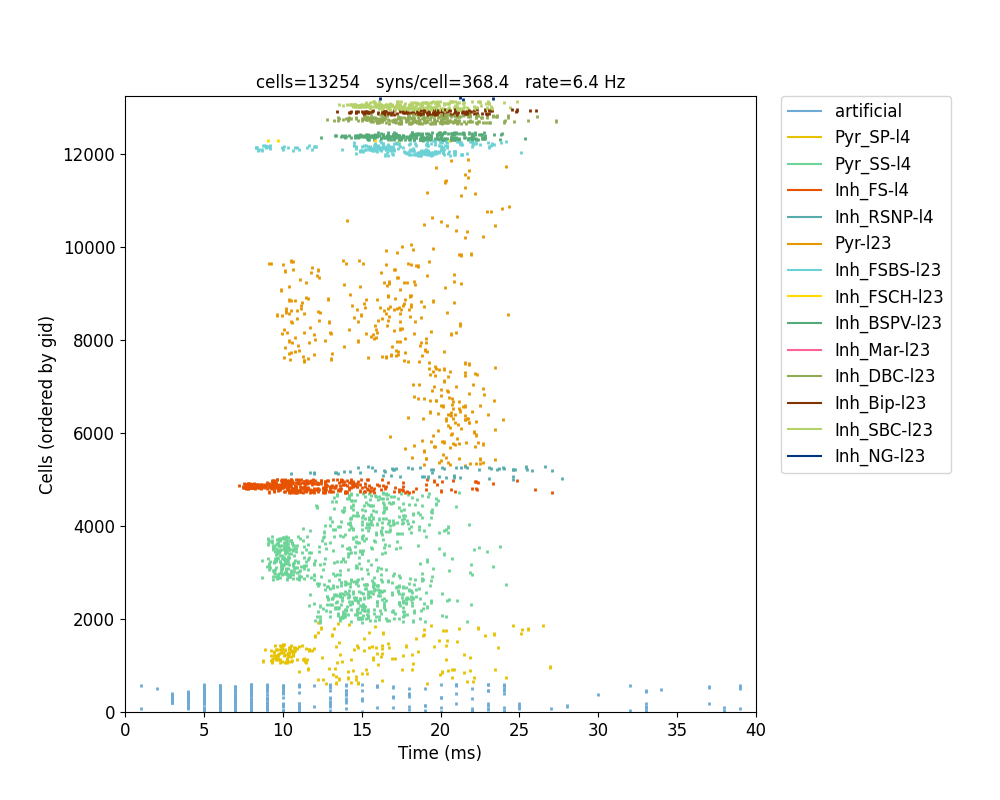 cells=13254   syns/cell=368.4   rate=6.4 Hz
artificial
Pyr_SP-l4
Pyr_SS-l4
Inh_FS-l4
Inh_RSNP-l4
Pyr-l23
Inh_FSBS-l23
Inh_FSCH-l23
Inh_BSPV-l23
Inh_Mar-l23
Inh_DBC-l23
Inh_Bip-l23
Inh_SBC-l23
Inh_NG-l23
Cells (ordered by gid)
12000
10000
8000
6000
4000
2000
0
0 5 10 15 20 25 30 35 40
Time (ms)